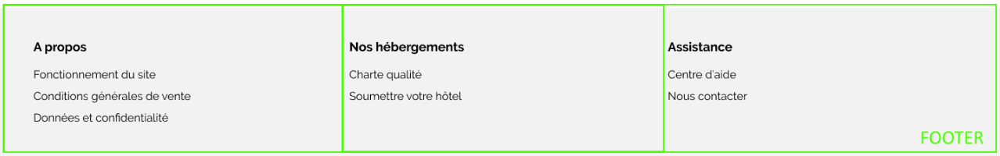 A propos
Fonctionnement du site
Conditions générales de vente
Données et confidentialité
Nos hébergements
Charte qualité
Soumettre votre hôtel
Assistance
Centre d'aide
Nous contacter
FOOTER